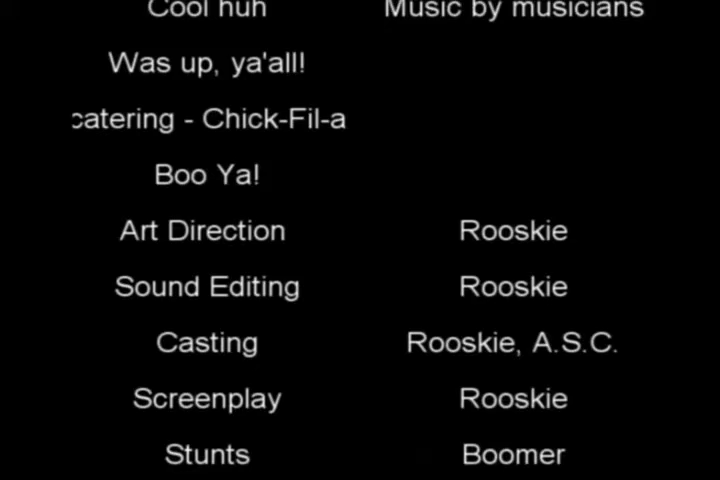 Cool huh Music by musicians
Was up, ya'all!
catering - Chick-Fil-a
Boo Ya!
Art Direction Rooskie
Sound Editing Rooskie
Casting Rooskie, A.S.C.
Screenplay Rooskie
Stunts Boomer